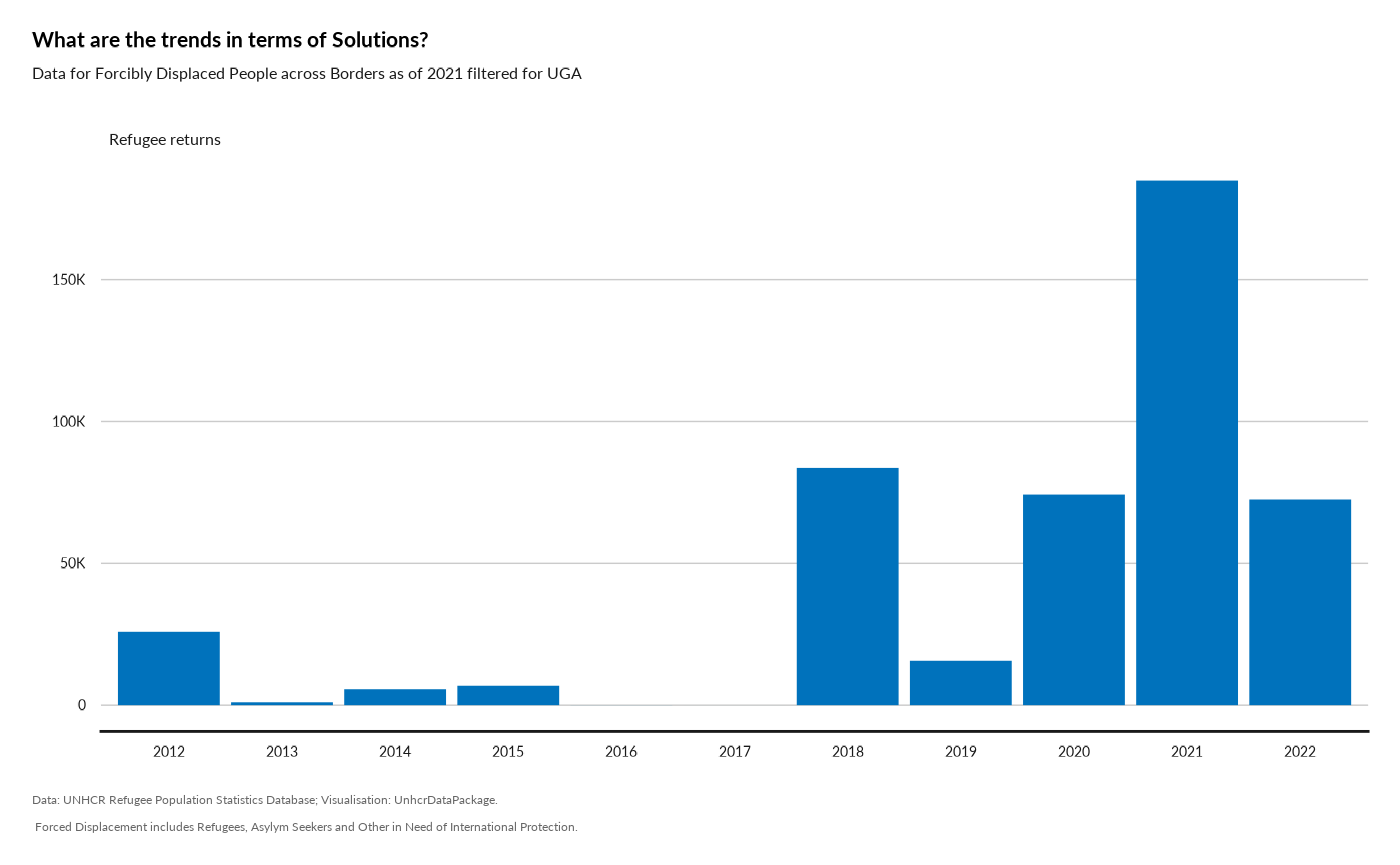 What are the trends in terms of Solutions?
Data for Forcibly Displaced People across Borders as of 2021 filtered for UGA
Refugee returns
150K
100K
50K
0
2012 2013 2014 2015 2016 2017 2018 2019 2020 2021 2022
Data: UNHCR Refugee Population Statistics Database; Visualisation: UnhcrDataPackage.
Forced Displacement includes Refugees, Asylym Seekers and Other in Need of International Protection.